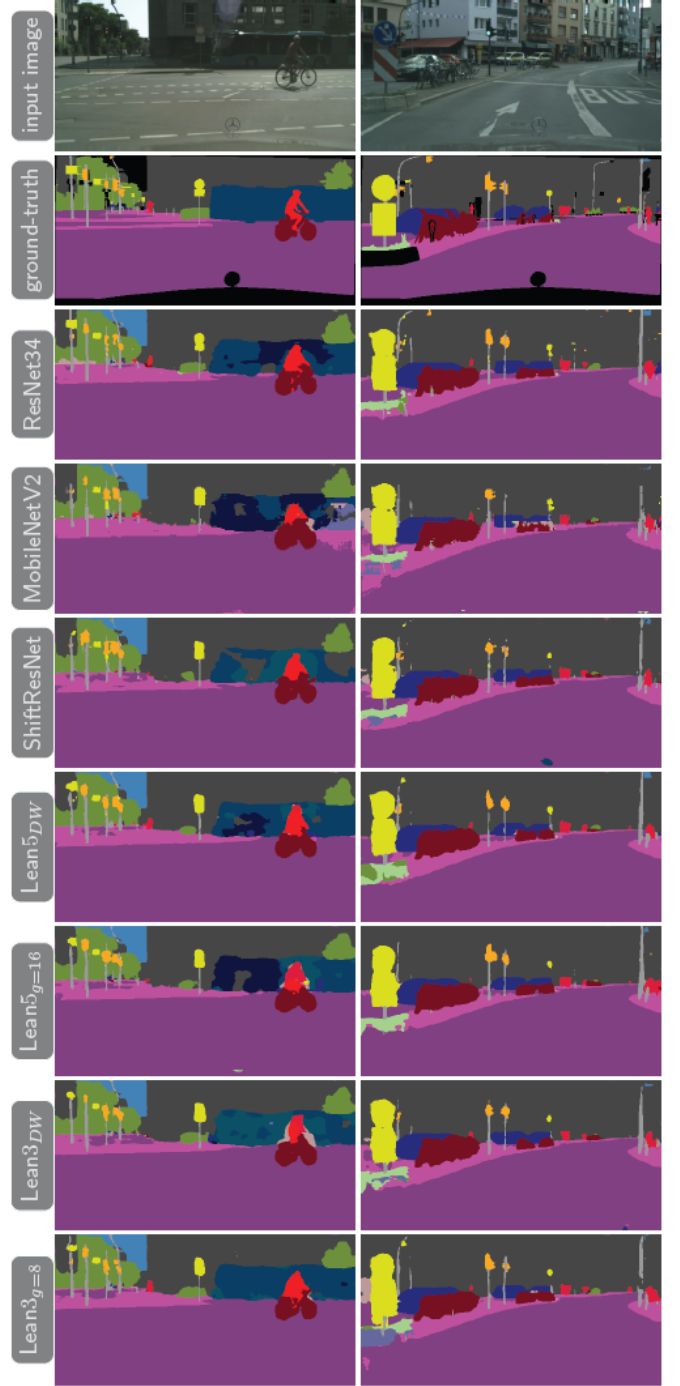 input image
BUS
ground-truth
ResNet34
MobileNetV2
ShiftResNet
Lean5DW
Lean5g=16
Lean3DW
Lean3g=8